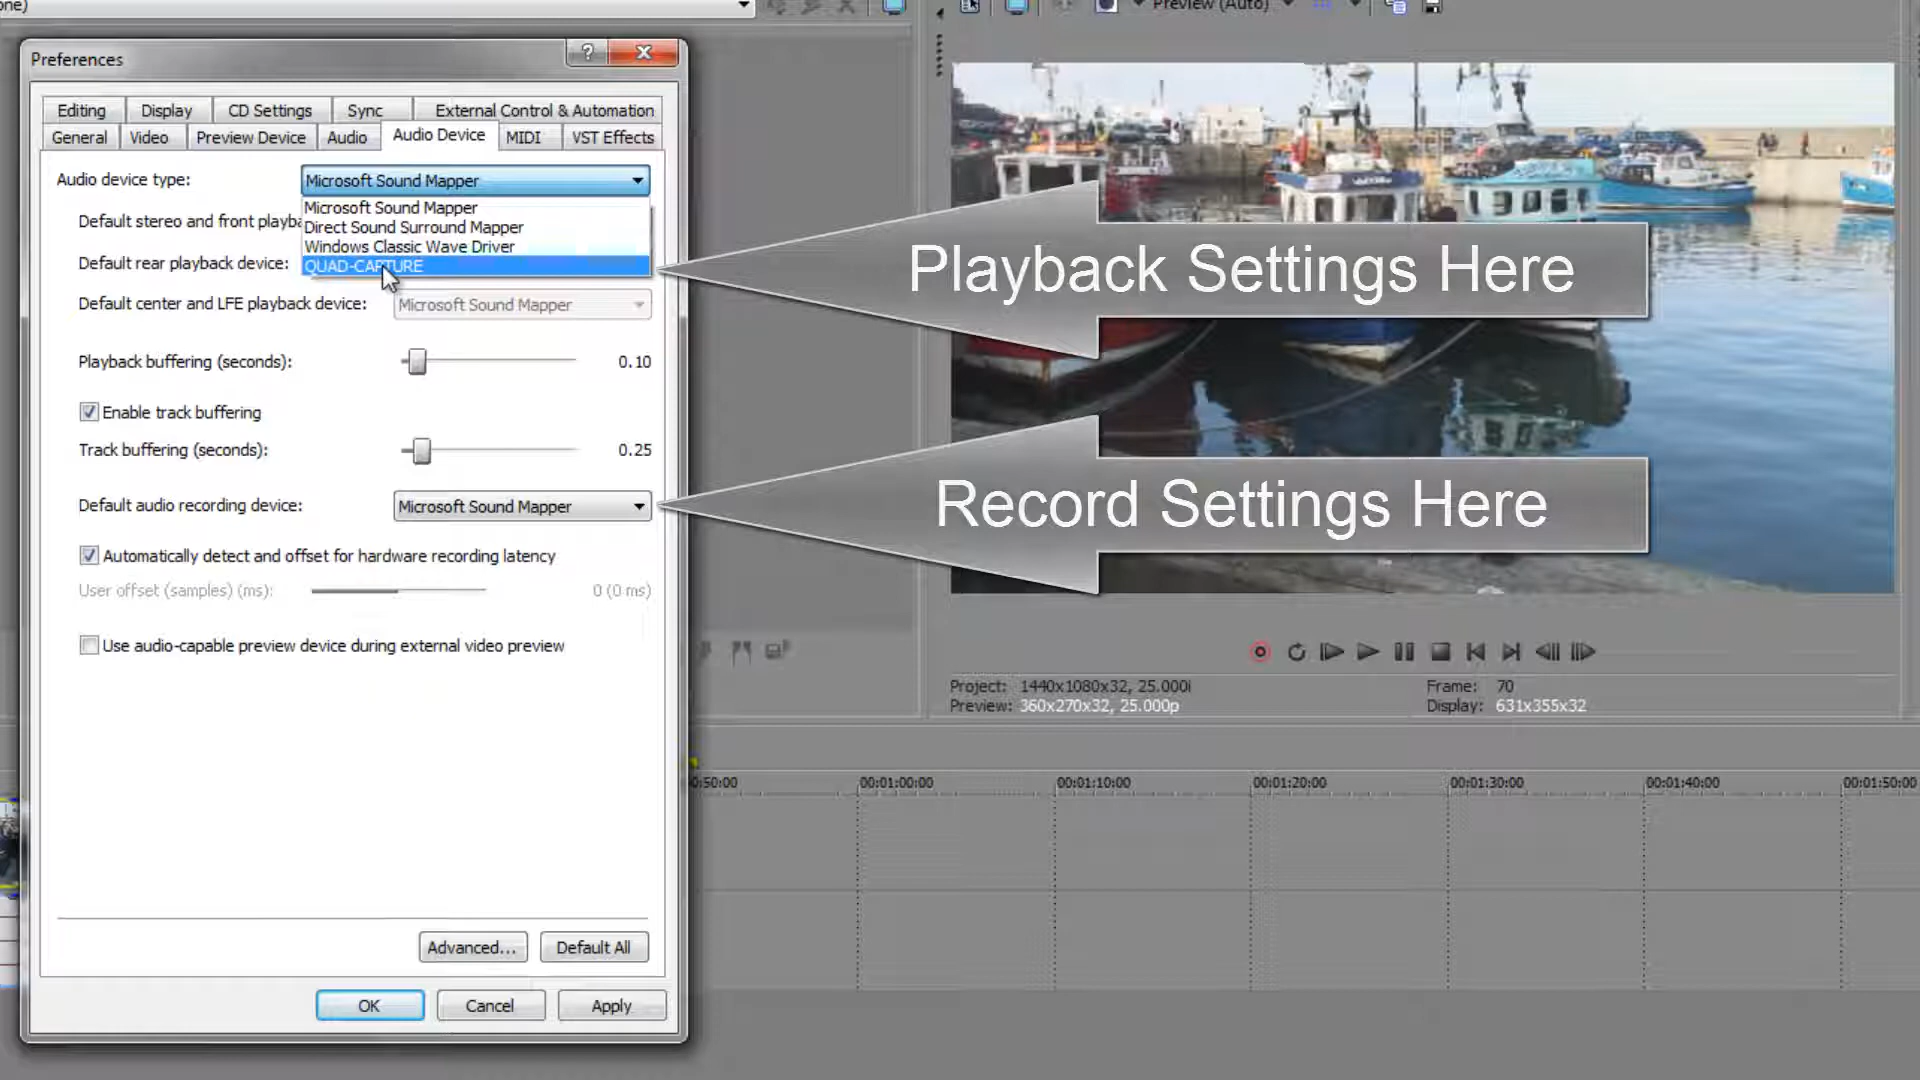 one)
Preview (Auto)
Preferences
Editing
Display
CD Settings
Sync
External Control & Automation
General
Video
Preview Device
Audio
Audio Device
MIDI
VST Effects
Audio device type:
Microsoft Sound Mapper
Microsoft Sound Mapper
Direct Sound Surround Mapper
Windows Classic Wave Driver
QUAD-CAPTURE
Default stereo and front playba
Default rear playback device:
Default center and LFE playback device:
Microsoft Sound Mapper
Playback buffering (seconds):
0.10
Enable track buffering
Track buffering (seconds):
0.25
Default audio recording device:
Microsoft Sound Mapper
Automatically detect and offset for hardware recording latency
User offset (samples) (ms):
0 (0 ms)
Use audio-capable preview device during external video preview
Advanced...
Default All
OK
Cancel
Apply
Playback Settings Here
Record Settings Here
Project: 1440x1080x32, 25.000i
Preview: 360x270x32, 25.000p
Frame: 70
Display: 631x355x32
0:50:00
00:01:00:00
00:01:10:00
00:01:20:00
00:01:30:00
00:01:40:00
00:01:50:00